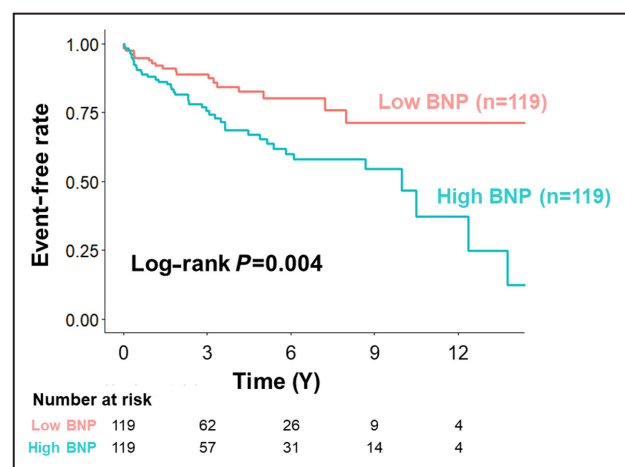 1.00
0.75
0.50
0.25
0.00
Event-free rate
Low BNP (n=119)
High BNP (n=119)
Log-rank P=0.004
0 3 6 9 12
Time (Y)
Number at risk
Low BNP 119 62 26 9 4
High BNP 119 57 31 14 4